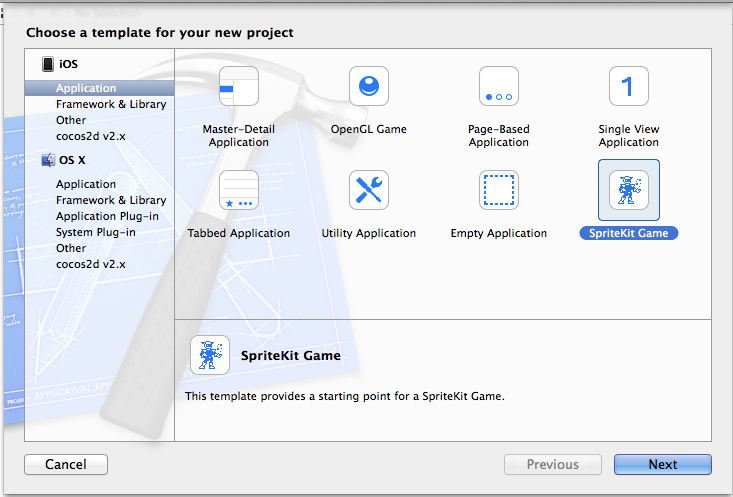 No Selection
Choose a template for your new project
iOS
Application
Framework & Library
Other
cocos2d v2.x
OS X
Application
Framework & Library
Application Plug-in
System Plug-in
Other
cocos2d v2.x
Master-Detail
Application
OpenGL Game
Page-Based
Application
1
Single View
Application
Tabbed Application
Utility Application
Empty Application
SpriteKit Game
SpriteKit Game
This template provides a starting point for a SpriteKit Game.
Cancel
Previous
Next